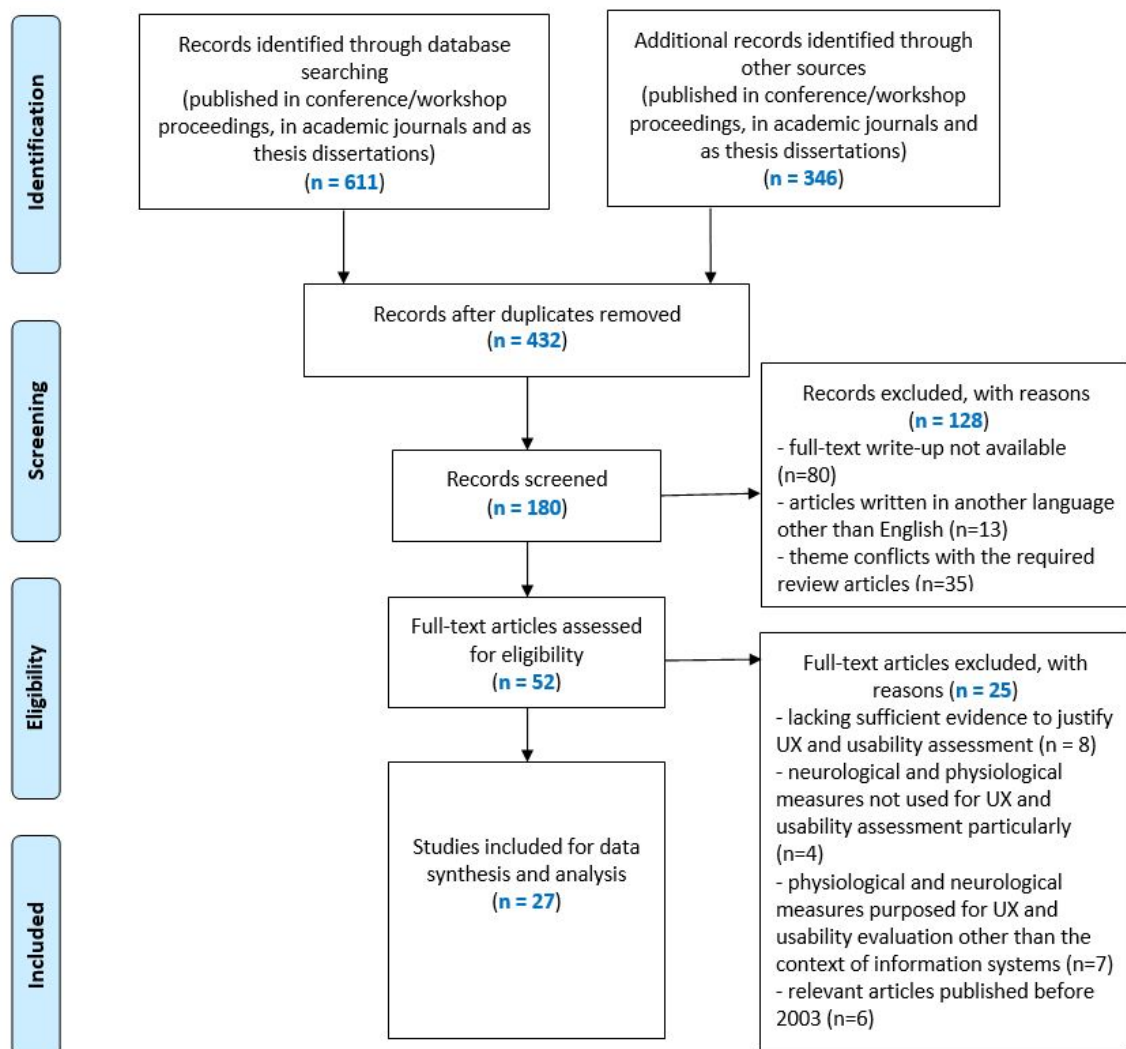 Identification
Records identified through database
searching
(published in conference/workshop
proceedings, in academic journals and as
thesis dissertations)
(n = 611)
Additional records identified through
other sources
(published in conference/workshop
proceedings, in academic journals and
as thesis dissertations)
(n = 346)
Records after duplicates removed
(n = 432)
Screening
Records screened
(n = 180)
Records excluded, with reasons
(n = 128)
- full-text write-up not available
(n=80)
- articles written in another language
other than English (n=13)
- theme conflicts with the required
review articles (n=35)
Eligibility
Full-text articles assessed
for eligibility
(n = 52)
Full-text articles excluded, with
reasons (n = 25)
- lacking sufficient evidence to justify
UX and usability assessment (n = 8)
- neurological and physiological
measures not used for UX and
usability assessment particularly
(n=4)
- physiological and neurological
measures purposed for UX and
usability evaluation other than the
context of information systems (n=7)
- relevant articles published before
2003 (n=6)
Included
Studies included for data
synthesis and analysis
(n = 27)